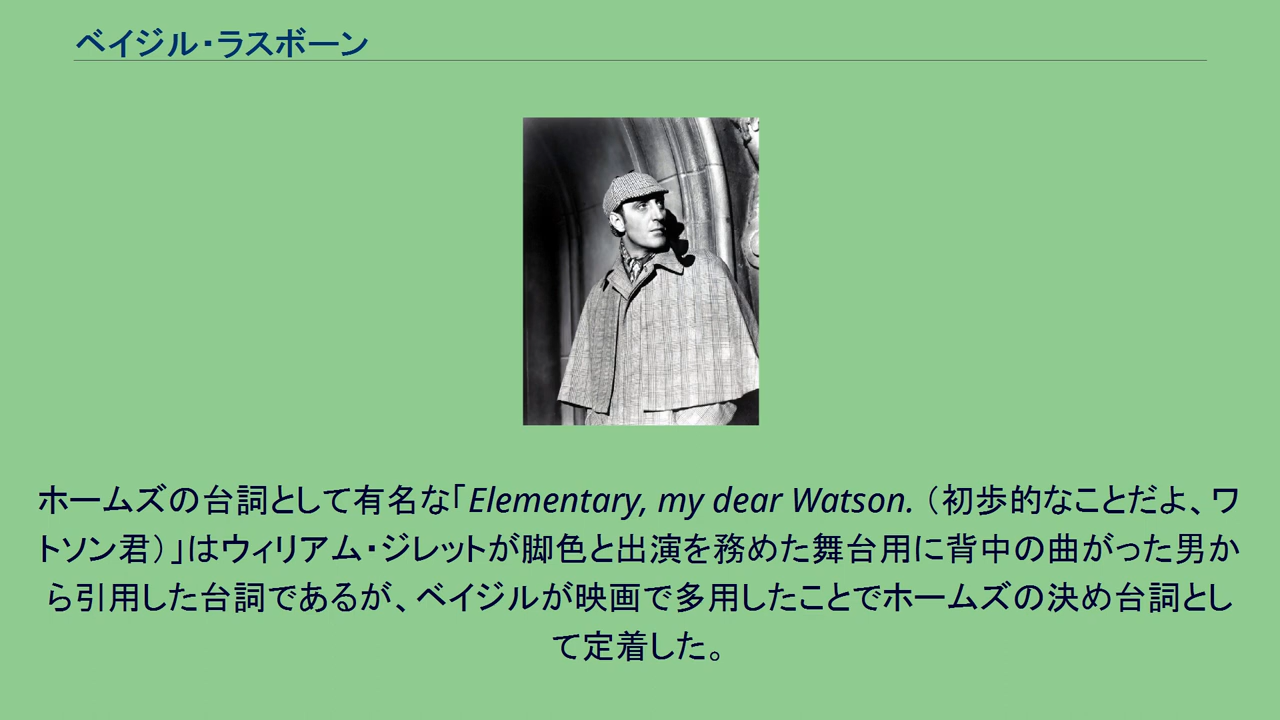 ベイジル・ラスボーン
ホームズの台詞として有名な「Elementary, my dear Watson.（初歩的なことだよ、ワ
トソン君）」はウィリアム・ジレットが脚色と出演を務めた舞台用に背中の曲がった男か
ら引用した台詞であるが、ベイジルが映画で多用したことでホームズの決め台詞とし
て定着した。